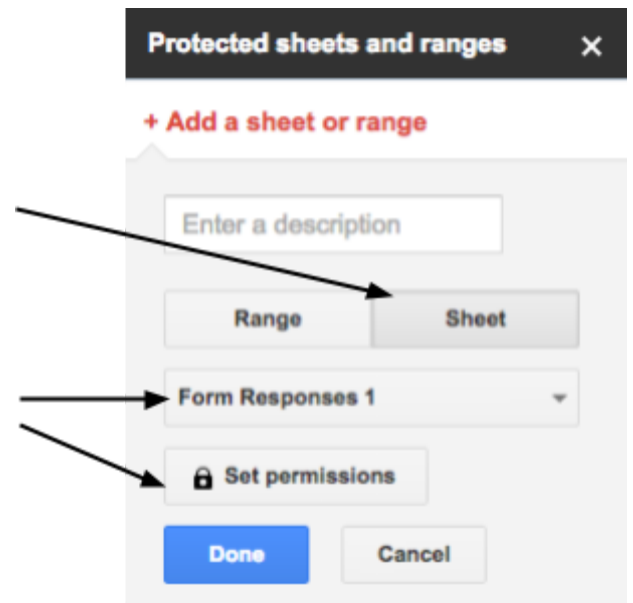 Protected sheets and ranges ×
+ Add a sheet or range
Enter a description
Range Sheet
Form Responses 1
Set permissions
Done Cancel